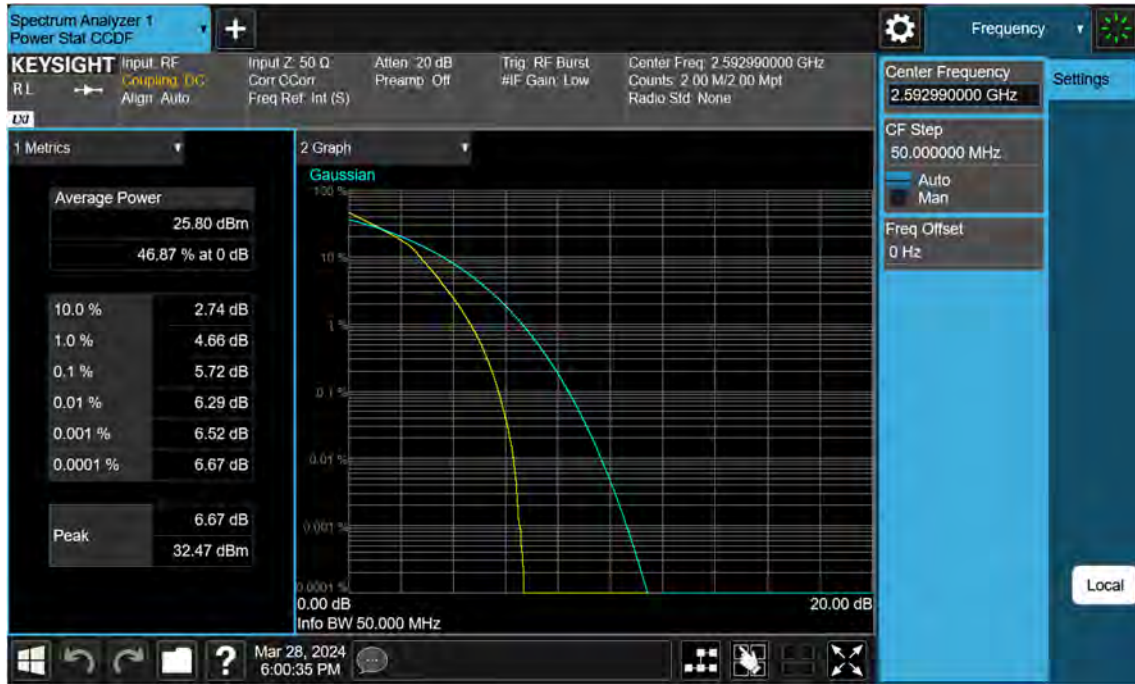 Spectrum Analyzer 1
Power Stat CCDF
Frequency
KEYSIGHT
RL
LXI
Input: RF
Coupling: DC
Align: Auto
Input Z: 50 Ω
Corr CCorr
Freq Ref: Int (S)
Atten: 20 dB
Preamp: Off
Trig: RF Burst
#IF Gain: Low
Center Freq: 2.592990000 GHz
Counts: 2.00 M/2.00 Mpt
Radio Std: None
Center Frequency
2.592990000 GHz
Settings
CF Step
50.000000 MHz
Auto
Man
Freq Offset
0 Hz
Local
1 Metrics
Average Power
25.80 dBm
46.87 % at 0 dB
10.0 % 2.74 dB
1.0 % 4.66 dB
0.1 % 5.72 dB
0.01 % 6.29 dB
0.001 % 6.52 dB
0.0001 % 6.67 dB
Peak
6.67 dB
32.47 dBm
2 Graph
Gaussian
100 %
10 %
1 %
0.1 %
0.01 %
0.001 %
0.0001 %
0.00 dB 20.00 dB
Info BW 50.000 MHz
Mar 28, 2024
6:00:35 PM